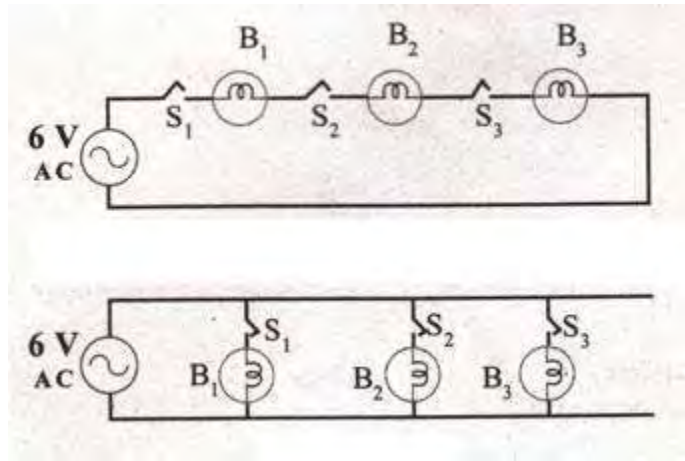 B₁ B₂ B₃
S₁ S₂ S₃
6 V
AC
S₁ S₂ S₃
6 V
AC
B₁ B₂ B₃